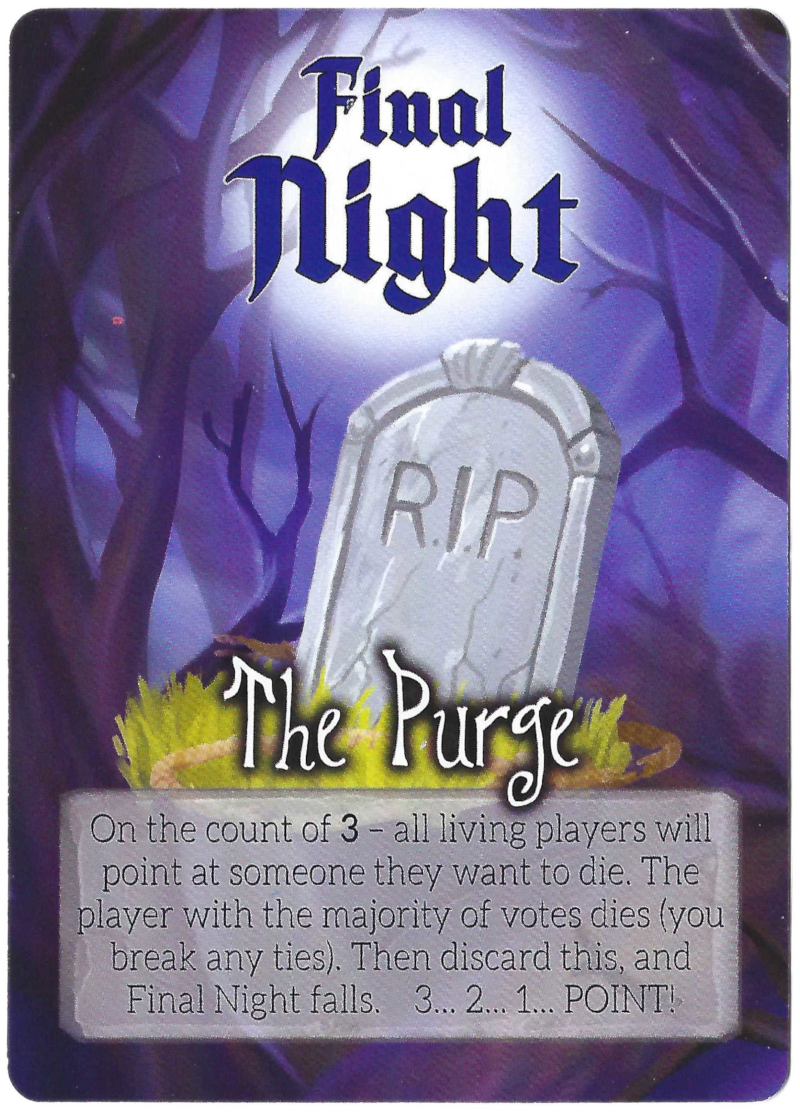 Final
Night
R.I.P.
The Purge
On the count of 3 – all living players will
point at someone they want to die. The
player with the majority of votes dies (you
break any ties). Then discard this, and
Final Night falls. 3... 2... 1... POINT!